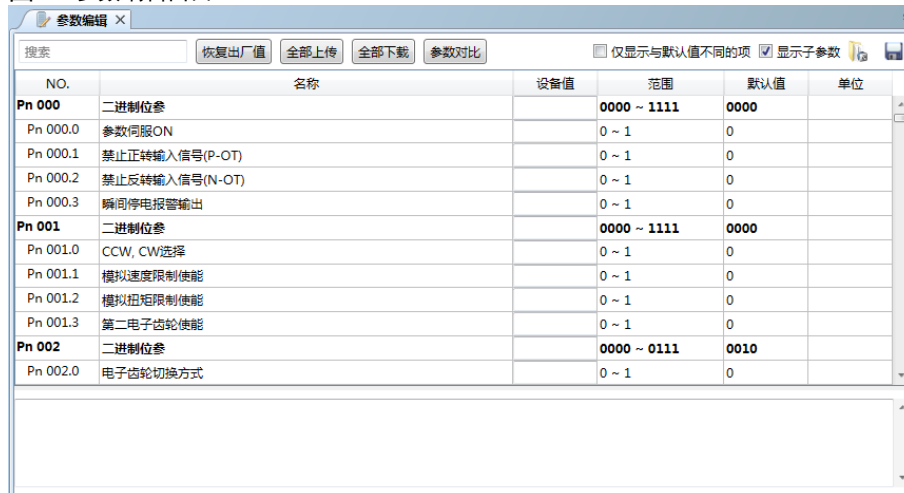 参数编辑 ×
搜索 恢复出厂值 全部上传 全部下载 参数对比 仅显示与默认值不同的项 显示子参数
NO. 名称 设备值 范围 默认值 单位
Pn 000 二进制位参 0000 ~ 1111 0000
Pn 000.0 参数伺服ON 0 ~ 1 0
Pn 000.1 禁止正转输入信号(P-OT) 0 ~ 1 0
Pn 000.2 禁止反转输入信号(N-OT) 0 ~ 1 0
Pn 000.3 瞬间停电报警输出 0 ~ 1 0
Pn 001 二进制位参 0000 ~ 1111 0000
Pn 001.0 CCW, CW选择 0 ~ 1 0
Pn 001.1 模拟速度限制使能 0 ~ 1 0
Pn 001.2 模拟扭矩限制使能 0 ~ 1 0
Pn 001.3 第二电子齿轮使能 0 ~ 1 0
Pn 002 二进制位参 0000 ~ 0111 0010
Pn 002.0 电子齿轮切换方式 0 ~ 1 0